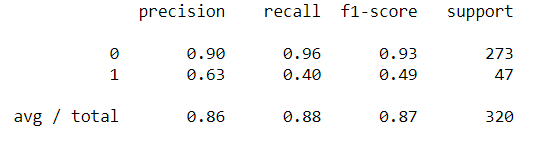 precision recall f1-score support
0 0.90 0.96 0.93 273
1 0.63 0.40 0.49 47
avg / total 0.86 0.88 0.87 320